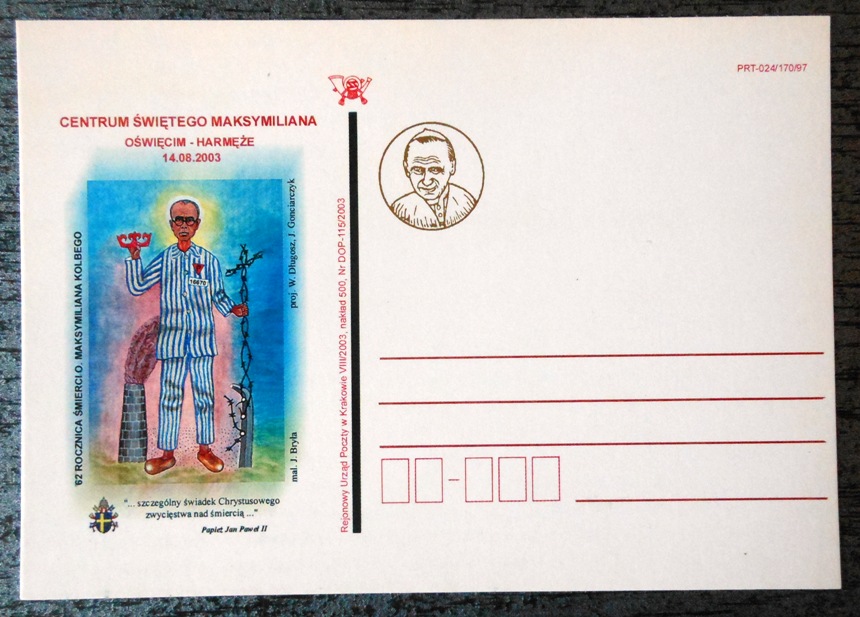 PRT-024/170/97
CENTRUM ŚWIĘTEGO MAKSYMILIANA
OŚWIĘCIM - HARMĘŻE
14.08.2003
62 ROCZNICA ŚMIERCI O. MAKSYMILIANA KOLBEGO
16670
proj. W. Długosz, J. Gonciarczyk
mal. J. Bryła
"... szczególny świadek Chrystusowego
zwycięstwa nad śmiercią ..."
Papież Jan Paweł II
Rejonowy Urząd Poczty w Krakowie VIII/2003, nakład 500, Nr DOP-115/2003